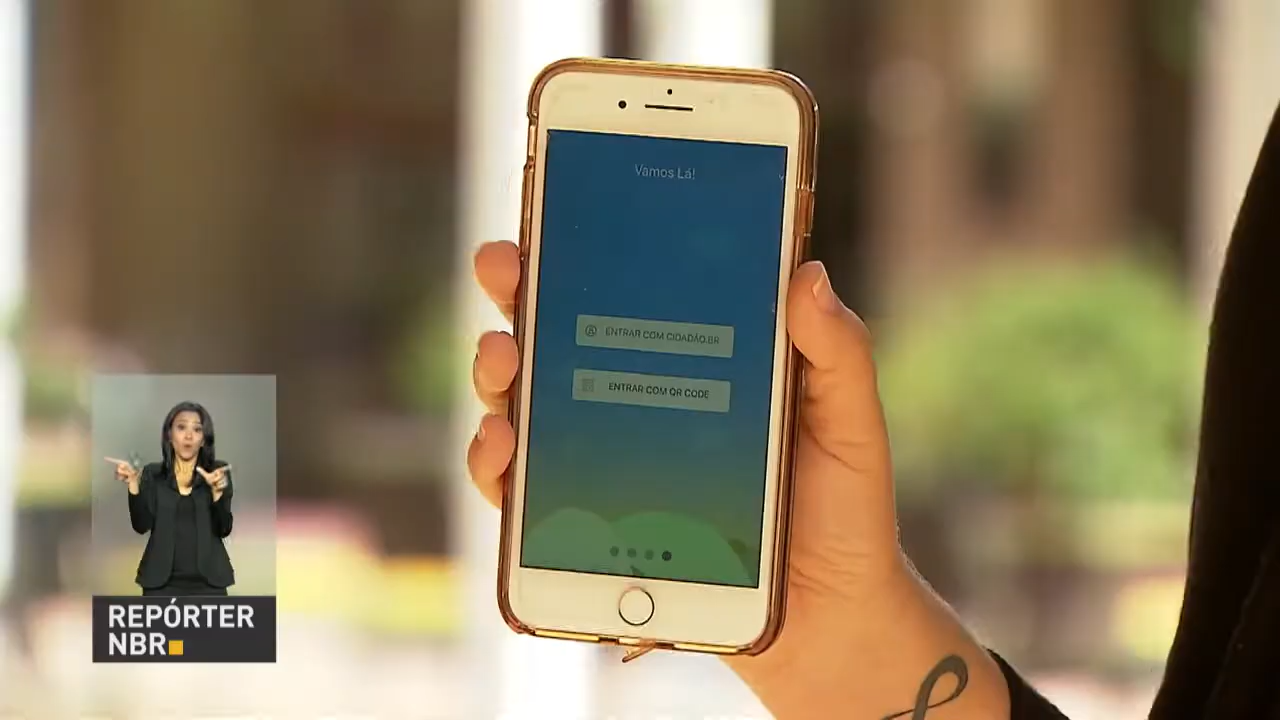 Vamos Lá!
ENTRAR COM CIDADÃO.BR
ENTRAR COM QR CODE
REPÓRTER
NBR